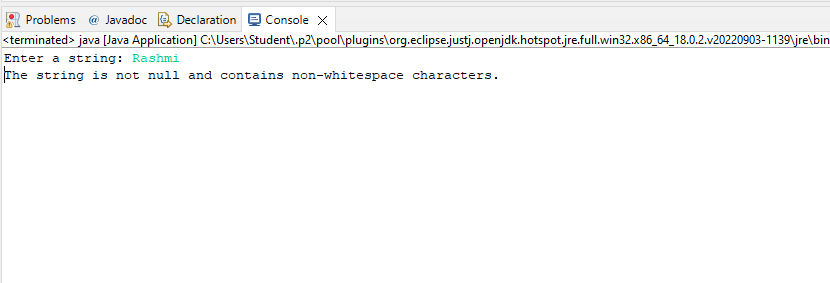 Problems @ Javadoc Declaration Console
<terminated> java [Java Application] C:\Users\Student\.p2\pool\plugins\org.eclipse.justj.openjdk.hotspot.jre.full.win32.x86_64_18.0.2.v20220903-1139\jre\bin
Enter a string: Rashmi
The string is not null and contains non-whitespace characters.